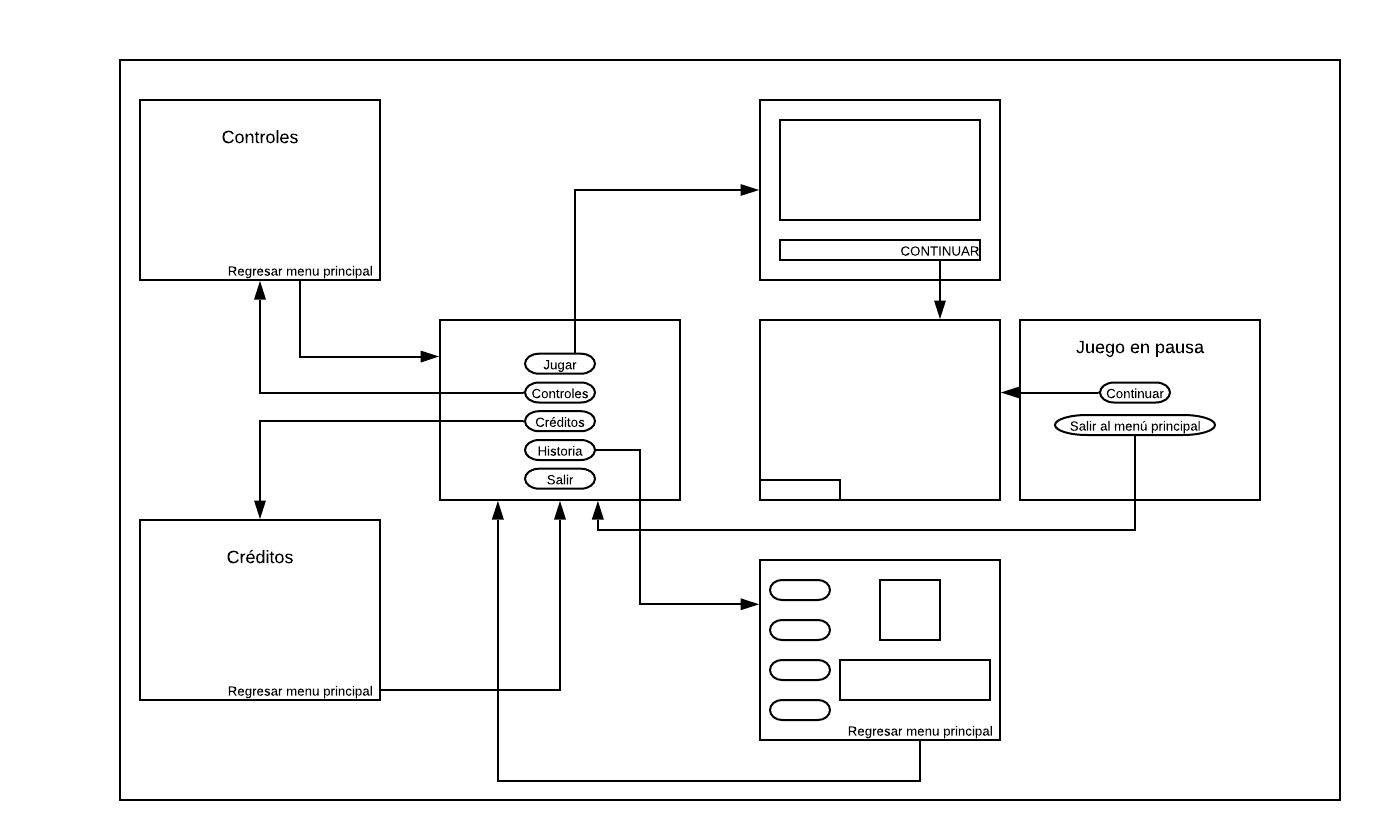 Controles
Regresar menu principal
CONTINUAR
Jugar
Controles
Créditos
Historia
Salir
Juego en pausa
Continuar
Salir al menú principal
Créditos
Regresar menu principal
Regresar menu principal